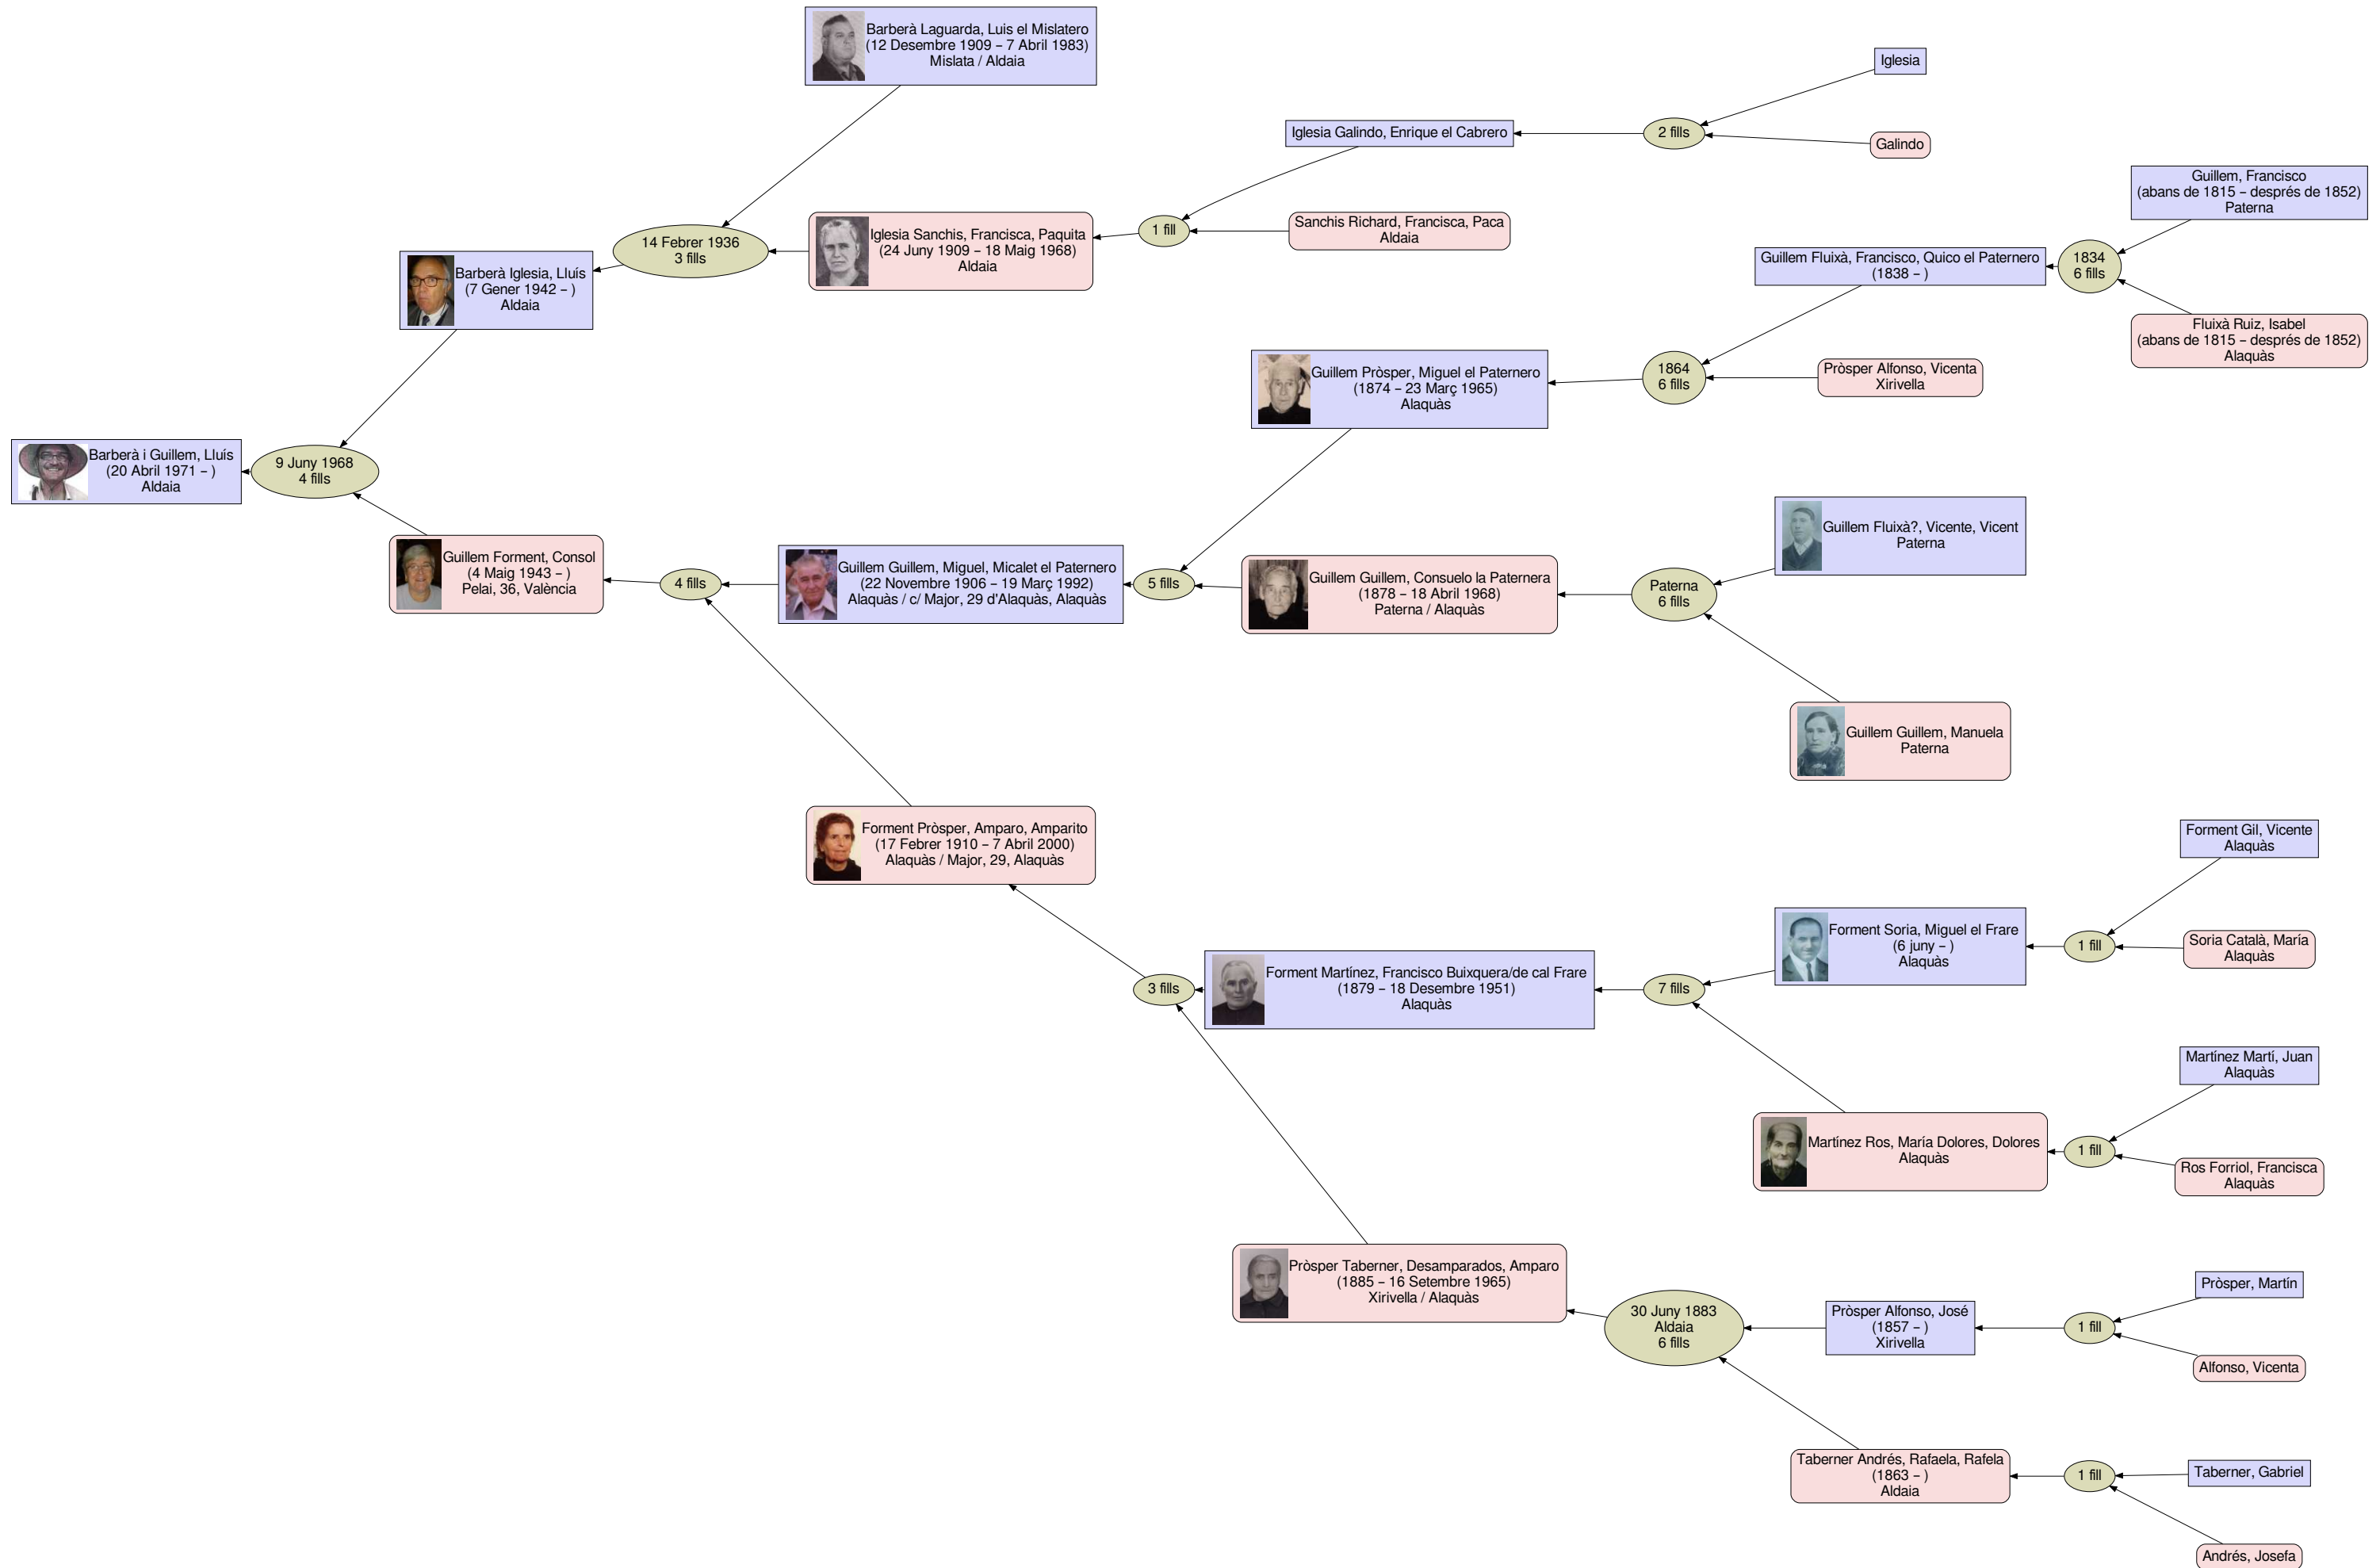 Barberà Laguarda, Luis el Mislatero
(12 Desembre 1909 – 7 Abril 1983)
Mislata / Aldaia
Iglesia
Iglesia Galindo, Enrique el Cabrero
2 fills
Galindo
Guillem, Francisco
(abans de 1815 – després de 1852)
Paterna
Iglesia Sanchis, Francisca, Paquita
(24 Juny 1909 – 18 Maig 1968)
Aldaia
1 fill
Sanchis Richard, Francisca, Paca
Aldaia
14 Febrer 1936
3 fills
Guillem Fluixà, Francisco, Quico el Paternero
(1838 – )
1834
6 fills
Barberà Iglesia, Lluís
(7 Gener 1942 – )
Aldaia
Fluixà Ruiz, Isabel
(abans de 1815 – després de 1852)
Alaquàs
Guillem Pròsper, Miguel el Paternero
(1874 – 23 Març 1965)
Alaquàs
1864
6 fills
Pròsper Alfonso, Vicenta
Xirivella
Barberà i Guillem, Lluís
(20 Abril 1971 – )
Aldaia
9 Juny 1968
4 fills
Guillem Fluixà?, Vicente, Vicent
Paterna
Guillem Forment, Consol
(4 Maig 1943 – )
Pelai, 36, València
4 fills
Guillem Guillem, Miguel, Micalet el Paternero
(22 Novembre 1906 – 19 Març 1992)
Alaquàs / c/ Major, 29 d'Alaquàs, Alaquàs
5 fills
Guillem Guillem, Consuelo la Paternera
(1878 – 18 Abril 1968)
Paterna / Alaquàs
Paterna
6 fills
Guillem Guillem, Manuela
Paterna
Forment Pròsper, Amparo, Amparito
(17 Febrer 1910 – 7 Abril 2000)
Alaquàs / Major, 29, Alaquàs
Forment Gil, Vicente
Alaquàs
Forment Soria, Miguel el Frare
(6 juny – )
Alaquàs
1 fill
Soria Català, María
Alaquàs
3 fills
Forment Martínez, Francisco Buixquera/de cal Frare
(1879 – 18 Desembre 1951)
Alaquàs
7 fills
Martínez Martí, Juan
Alaquàs
Martínez Ros, María Dolores, Dolores
Alaquàs
1 fill
Ros Forriol, Francisca
Alaquàs
Pròsper Taberner, Desamparados, Amparo
(1885 – 16 Setembre 1965)
Xirivella / Alaquàs
Pròsper, Martín
30 Juny 1883
Aldaia
6 fills
Pròsper Alfonso, José
(1857 – )
Xirivella
1 fill
Alfonso, Vicenta
Taberner Andrés, Rafaela, Rafela
(1863 – )
Aldaia
1 fill
Taberner, Gabriel
Andrés, Josefa